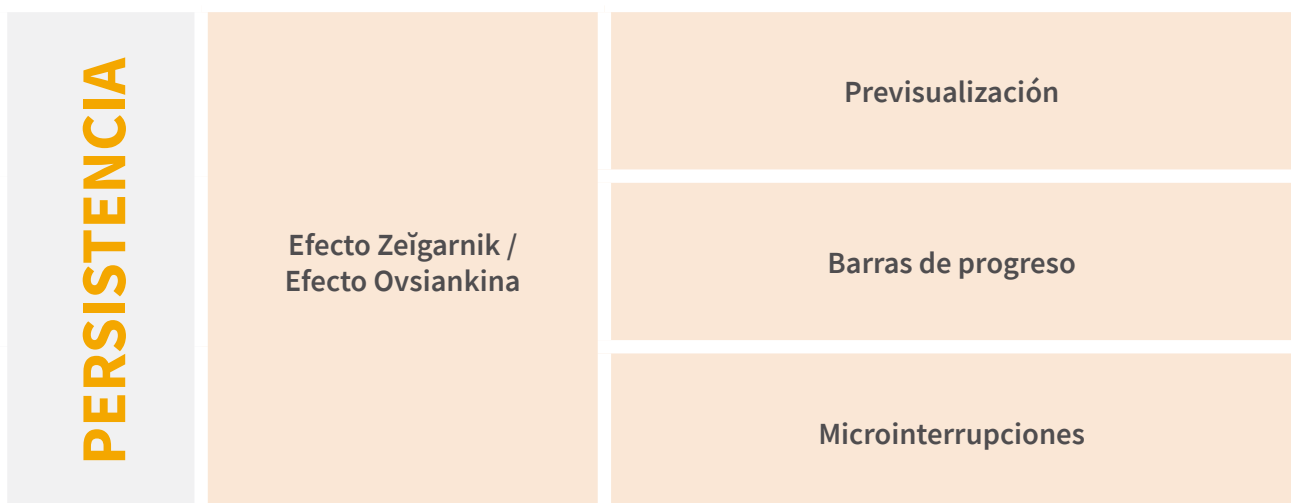 PERSISTENCIA
Efecto Zeĭgarnik /
Efecto Ovsiankina
Previsualización
Barras de progreso
Microinterrupciones